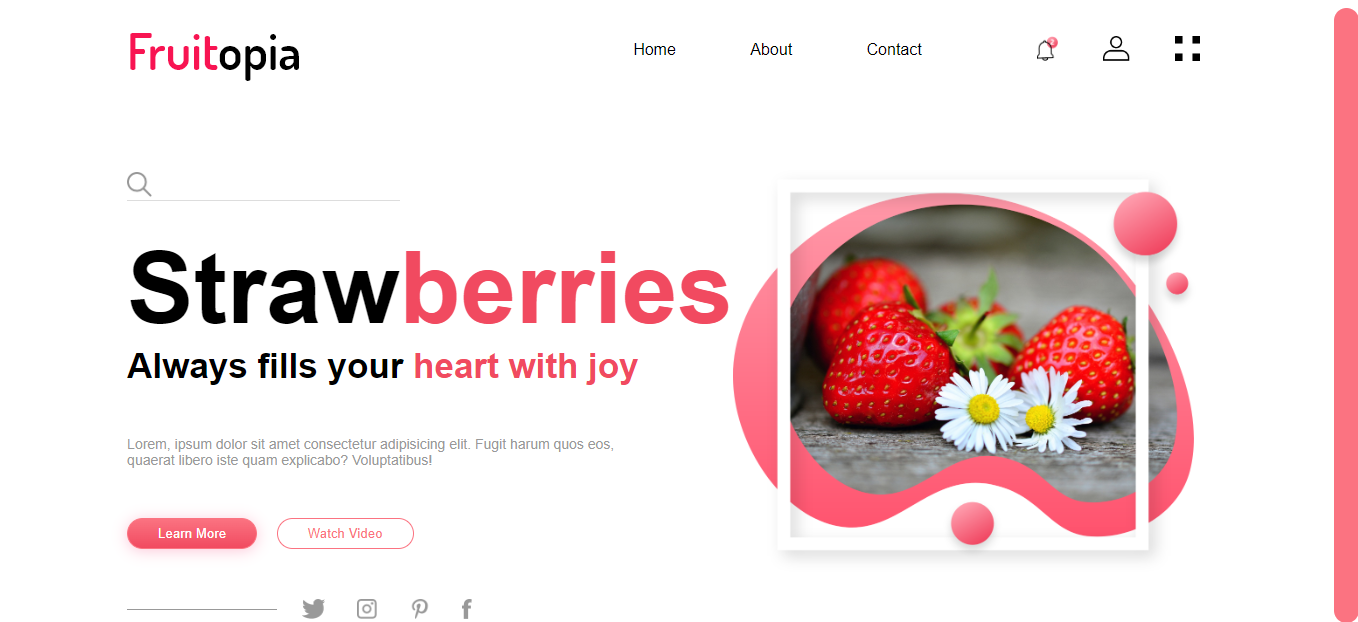 Fruitopia
Home
About
Contact
Strawberries
Always fills your heart with joy
Lorem, ipsum dolor sit amet consectetur adipisicing elit. Fugit harum quos eos,
quaerat libero iste quam explicabo? Voluptatibus!
Learn More
Watch Video